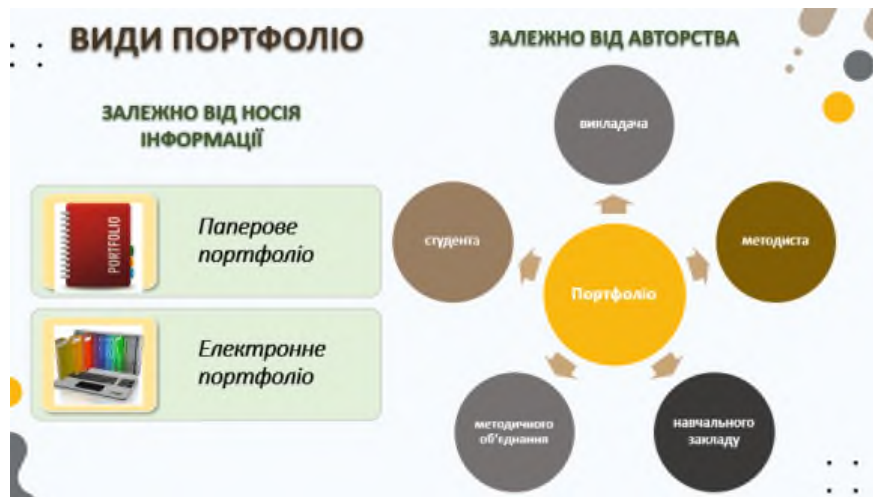 ВИДИ ПОРТФОЛІО
ЗАЛЕЖНО ВІД НОСІЯ
ІНФОРМАЦІЇ
PORTFOLIO
Паперове
портфоліо
Електронне
портфоліо
ЗАЛЕЖНО ВІД АВТОРСТВА
викладача
студента
методиста
Портфоліо
методичного
об'єднання
навчального
закладу